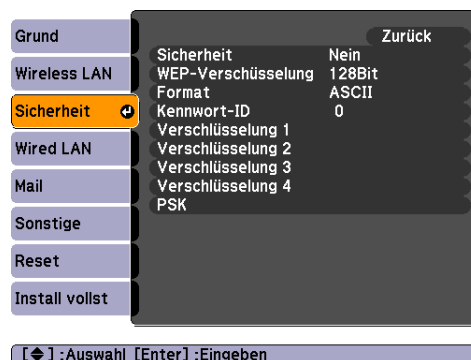 Grund
Wireless LAN
Sicherheit
Wired LAN
Mail
Sonstige
Reset
Install vollst
Zurück
Sicherheit Nein
WEP-Verschüsselung 128Bit
Format ASCII
Kennwort-ID 0
Verschlüsselung 1
Verschlüsselung 2
Verschlüsselung 3
Verschlüsselung 4
PSK
[ ] :Auswahl [Enter] :Eingeben